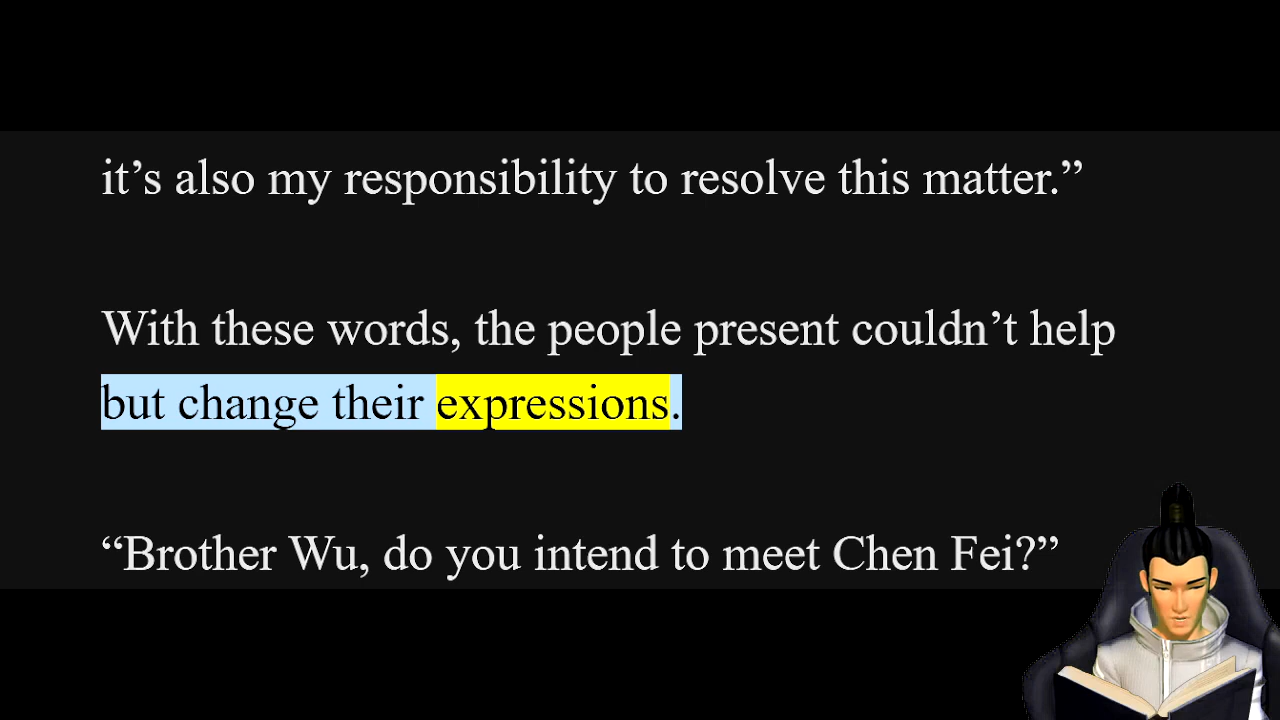 it’s also my responsibility to resolve this matter.”
With these words, the people present couldn’t help
but change their expressions.
“Brother Wu, do you intend to meet Chen Fei?”